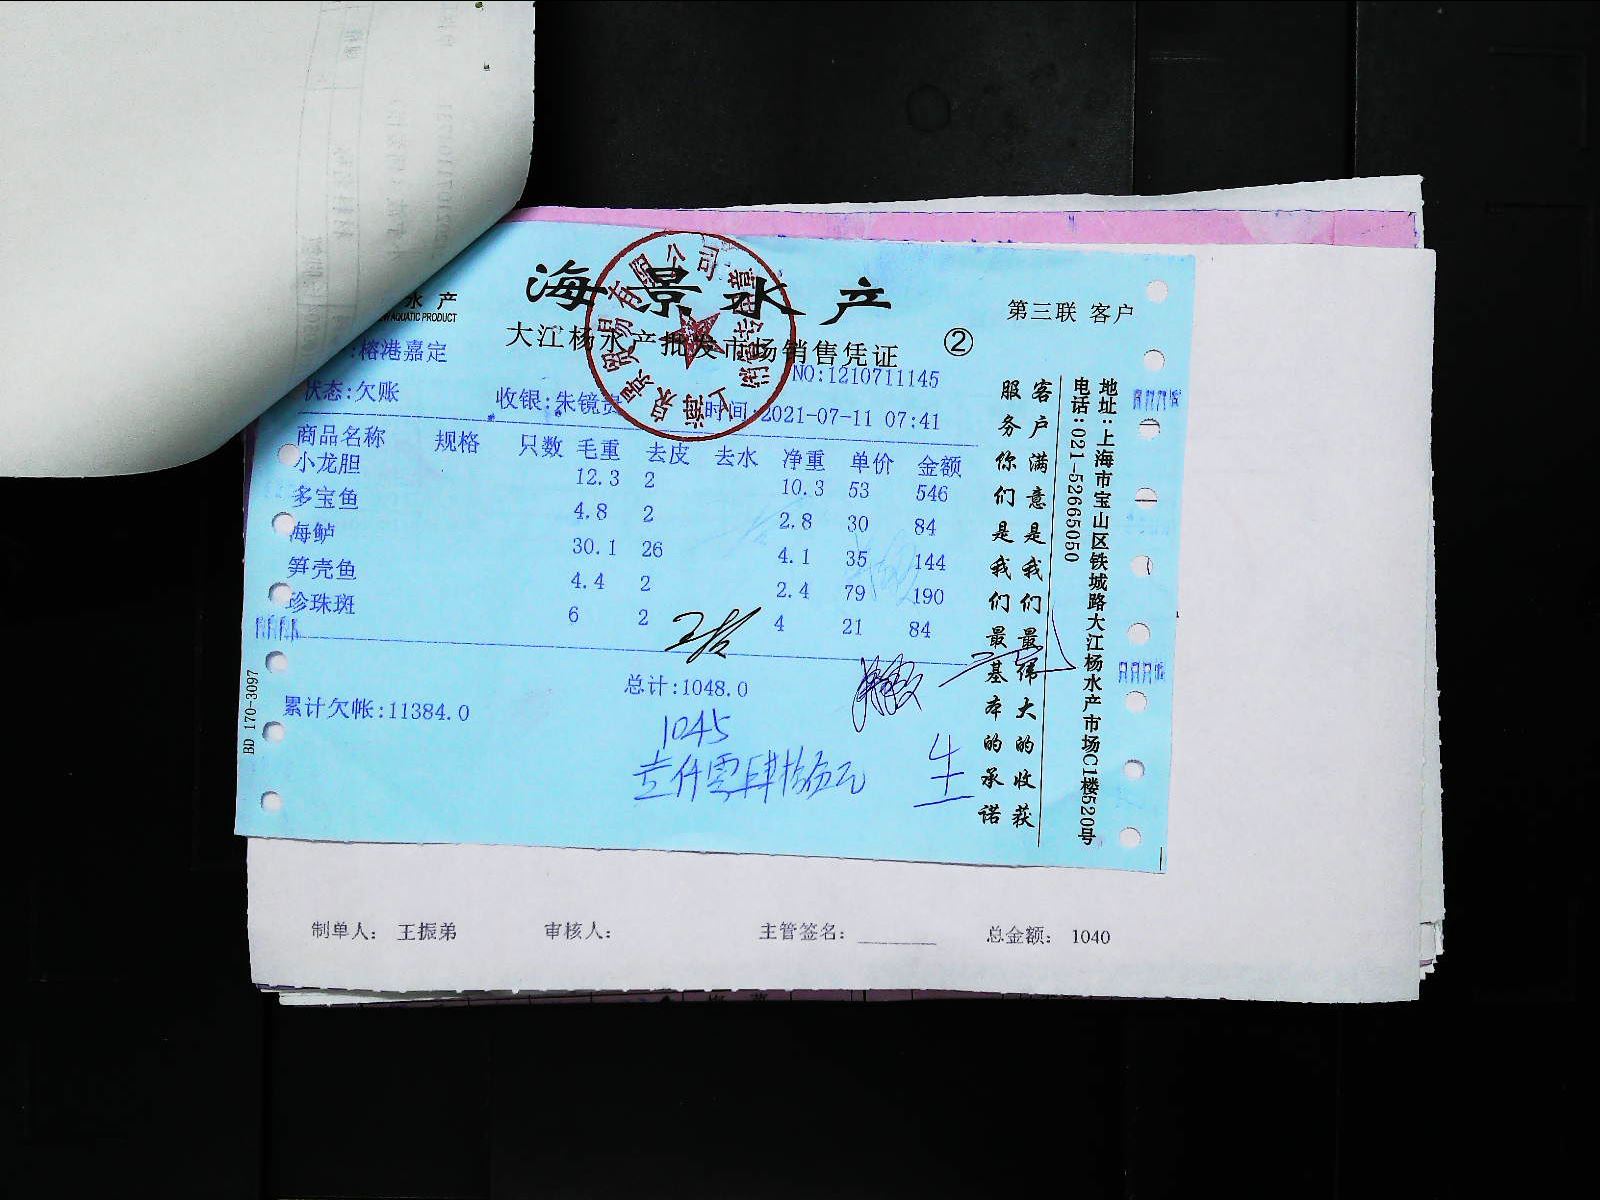 海景水产
水产
AQUATIC PRODUCT
大江杨水产批发市场销售凭证
②
第三联 客户
:榕港嘉定
NO:1210711145
状态:欠账
收银:朱镜贵
时间:2021-07-11 07:41
商品名称 规格 只数 毛重 去皮 去水 净重 单价 金额
小龙胆 12.3 2 10.3 53 546
多宝鱼 4.8 2 2.8 30 84
海鲈 30.1 26 4.1 35 144
笋壳鱼 4.4 2 2.4 79 190
珍珠斑 6 2 4 21 84
总计:1048.0
累计欠帐:11384.0
1045
壹仟零肆拾伍元
客户满意是我们最伟大的收获
服务你们是我们最基本的承诺
地址:上海市宝山区铁城路大江杨水产市场C1楼520号
电话:021-52665050
BD 170-3097
制单人: 王振弟 审核人: 主管签名: 总金额: 1040